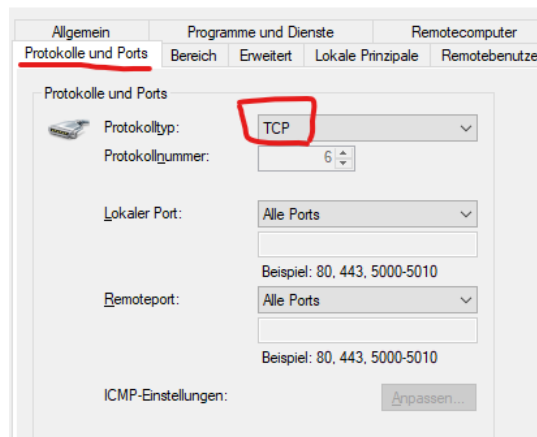 Allgemein Programme und Dienste Remotecomputer
Protokolle und Ports Bereich Erweitert Lokale Prinzipale Remotebenutze
Protokolle und Ports
Protokolltyp: TCP
Protokollnummer: 6
Lokaler Port: Alle Ports
Beispiel: 80, 443, 5000-5010
Remoteport: Alle Ports
Beispiel: 80, 443, 5000-5010
ICMP-Einstellungen: Anpassen...